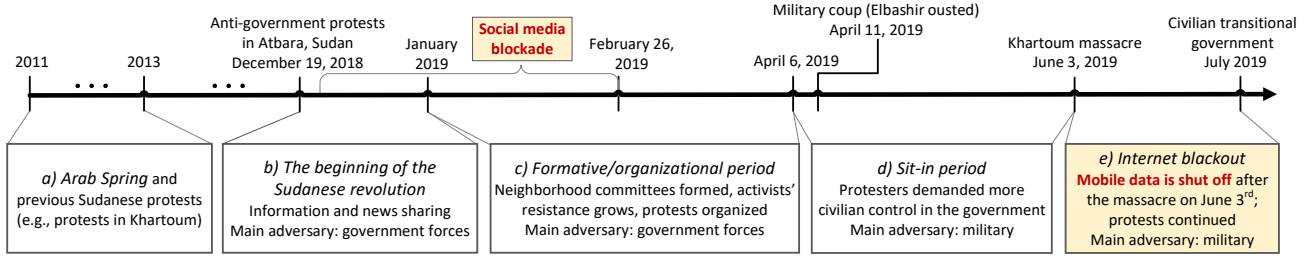 2011
2013
Anti-government protests
in Atbara, Sudan
December 19, 2018
January
2019
Social media
blockade
February 26,
2019
April 6, 2019
Military coup (Elbashir ousted)
April 11, 2019
Khartoum massacre
June 3, 2019
Civilian transitional
government
July 2019
... ...
a) Arab Spring and
previous Sudanese protests
(e.g., protests in Khartoum)
b) The beginning of the
Sudanese revolution
Information and news sharing
Main adversary: government forces
c) Formative/organizational period
Neighborhood committees formed, activists’
resistance grows, protests organized
Main adversary: government forces
d) Sit-in period
Protesters demanded more
civilian control in the government
Main adversary: military
e) Internet blackout
Mobile data is shut off after
the massacre on June 3rd;
protests continued
Main adversary: military